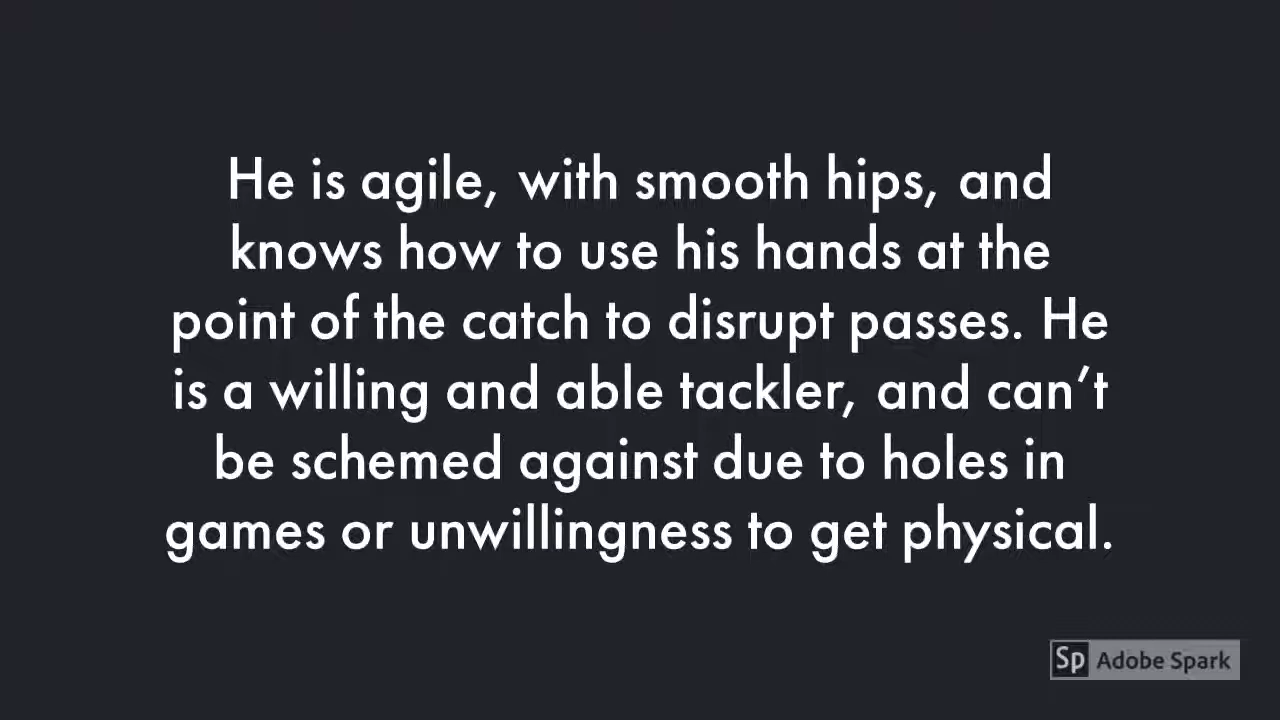 He is agile, with smooth hips, and
knows how to use his hands at the
point of the catch to disrupt passes. He
is a willing and able tackler, and can’t
be schemed against due to holes in
games or unwillingness to get physical.
Sp Adobe Spark